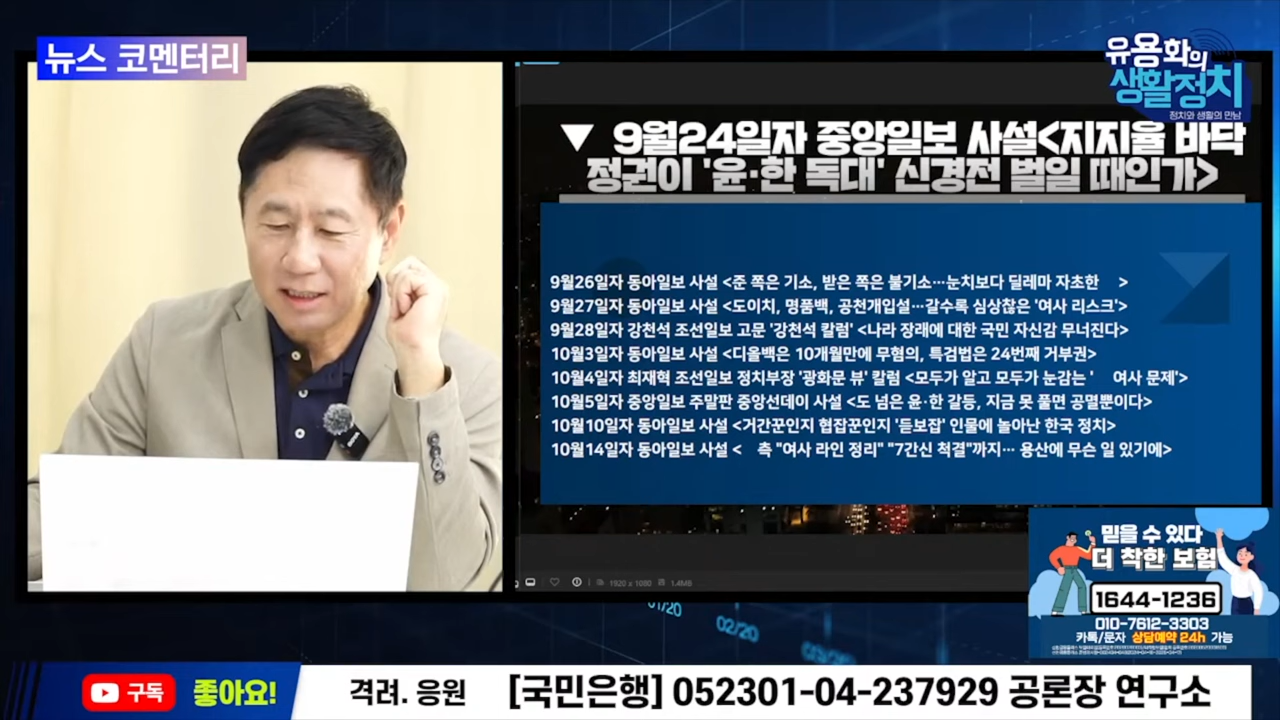 뉴스 코멘터리
유용화의
생활정치
정치와 생활의 만남
▼ 9월24일자 중앙일보 사설<지지율 바닥
정권이 '윤·한 독대' 신경전 벌일 때인가>
9월26일자 동아일보 사설 <준 쪽은 기소, 받은 쪽은 불기소…눈치보다 딜레마 자초한 >
9월27일자 동아일보 사설 <도이치, 명품백, 공천개입설…갈수록 심상찮은 '여사 리스크'>
9월28일자 강천석 조선일보 고문 '강천석 칼럼' <나라 장래에 대한 국민 자신감 무너진다>
10월3일자 동아일보 사설 <디올백은 10개월만에 무혐의, 특검법은 24번째 거부권>
10월4일자 최재혁 조선일보 정치부장 '광화문 뷰' 칼럼 <모두가 알고 모두가 눈감는 ' 여사 문제'>
10월5일자 중앙일보 주말판 중앙선데이 사설 <도 넘은 윤·한 갈등, 지금 못 풀면 공멸뿐이다>
10월10일자 동아일보 사설 <거간꾼인지 협잡꾼인지 '듣보잡' 인물에 놀아난 한국 정치>
10월14일자 동아일보 사설 < 측 "여사 라인 정리" "7간신 척결"까지… 용산에 무슨 일 있기에>
1920 x 1080 1.4MB
믿을 수 있다
더 착한 보험
1644-1236
010-7612-3303
카톡/문자 상담예약 24h 가능
01/20
02/20
구독 좋아요! 격려. 응원 [국민은행] 052301-04-237929 공론장 연구소